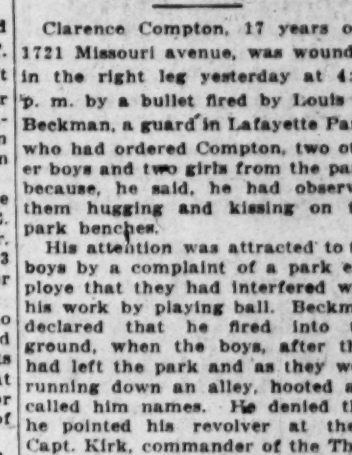 Clarence Compton, 17 years o
1721 Missouri avenue, was wound
in the right leg yesterday at 4:
p. m. by a bullet fired by Louis
Beckman, a guard in Lafayette Par
who had ordered Compton, two ot
er boys and two girls from the pa
because, he said, he had observ
them hugging and kissing on t
park benches.
His attention was attracted to t
boys by a complaint of a park e
ploye that they had interfered w
his work by playing ball. Beckm
declared that he fired into t
ground, when the boys, after th
had left the park and as they we
running down an alley, hooted a
called him names. He denied th
he pointed his revolver at the
Capt. Kirk, commander of the Th